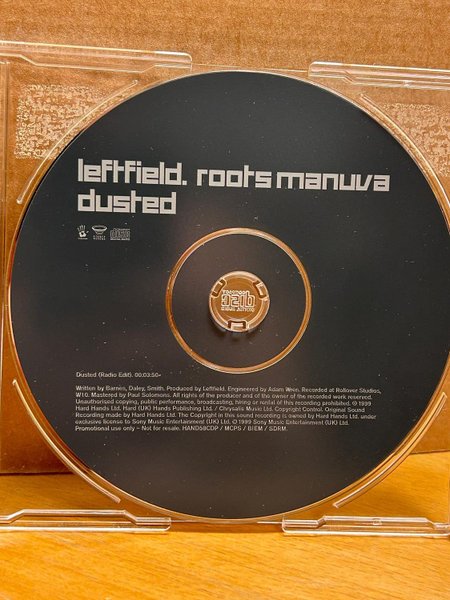 leftfield. roots manuva
dusted
Dusted (Radio Edit). 00:03:50•
Written by Barnes, Daley, Smith. Produced by Leftfield. Engineered by Adam Wren. Recorded at Rollover Studios,
W10. Mastered by Paul Solomons. All rights of the producer and of the owner of the recorded work reserved.
Unauthorised copying, public performance, broadcasting, hiring or rental of this recording prohibited. ℗ 1999
Hard Hands Ltd. Hard (UK) Hands Publishing Ltd. / Chrysalis Music Ltd. Copyright Control. Original Sound
Recording made by Hard Hands Ltd. The Copyright in this sound recording is owned by Hard Hands Ltd. under
exclusive license to Sony Music Entertainment (UK) Ltd. ℗ 1999 Sony Music Entertainment (UK) Ltd.
Promotional use only – Not for resale. HAND58CDP / MCPS / BIEM / SDRM.